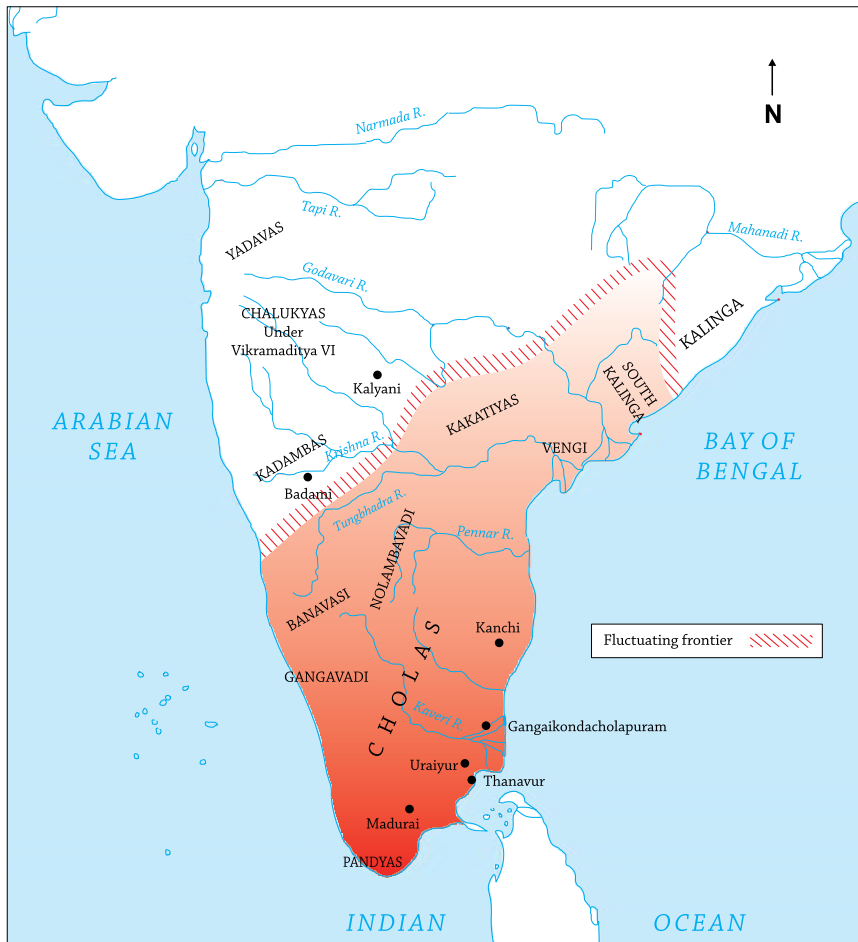 N
Narmada R.
Tapi R.
Mahanadi R.
YADAVAS
Godavari R.
CHALUKYAS
Under
Vikramaditya VI
KALINGA
Kalyani
SOUTH
KALINGA
KAKATIYAS
ARABIAN
SEA
BAY OF
BENGAL
KADAMBAS
Krishna R.
VENGI
Badami
Tungbhadra R.
Pennar R.
NOLAMBAVADI
BANAVASI
Kanchi
Fluctuating frontier
GANGAVADI
CHOLAS
Kaveri R.
Gangaikondacholapuram
Uraiyur
Thanavur
Madurai
PANDYAS
INDIAN OCEAN